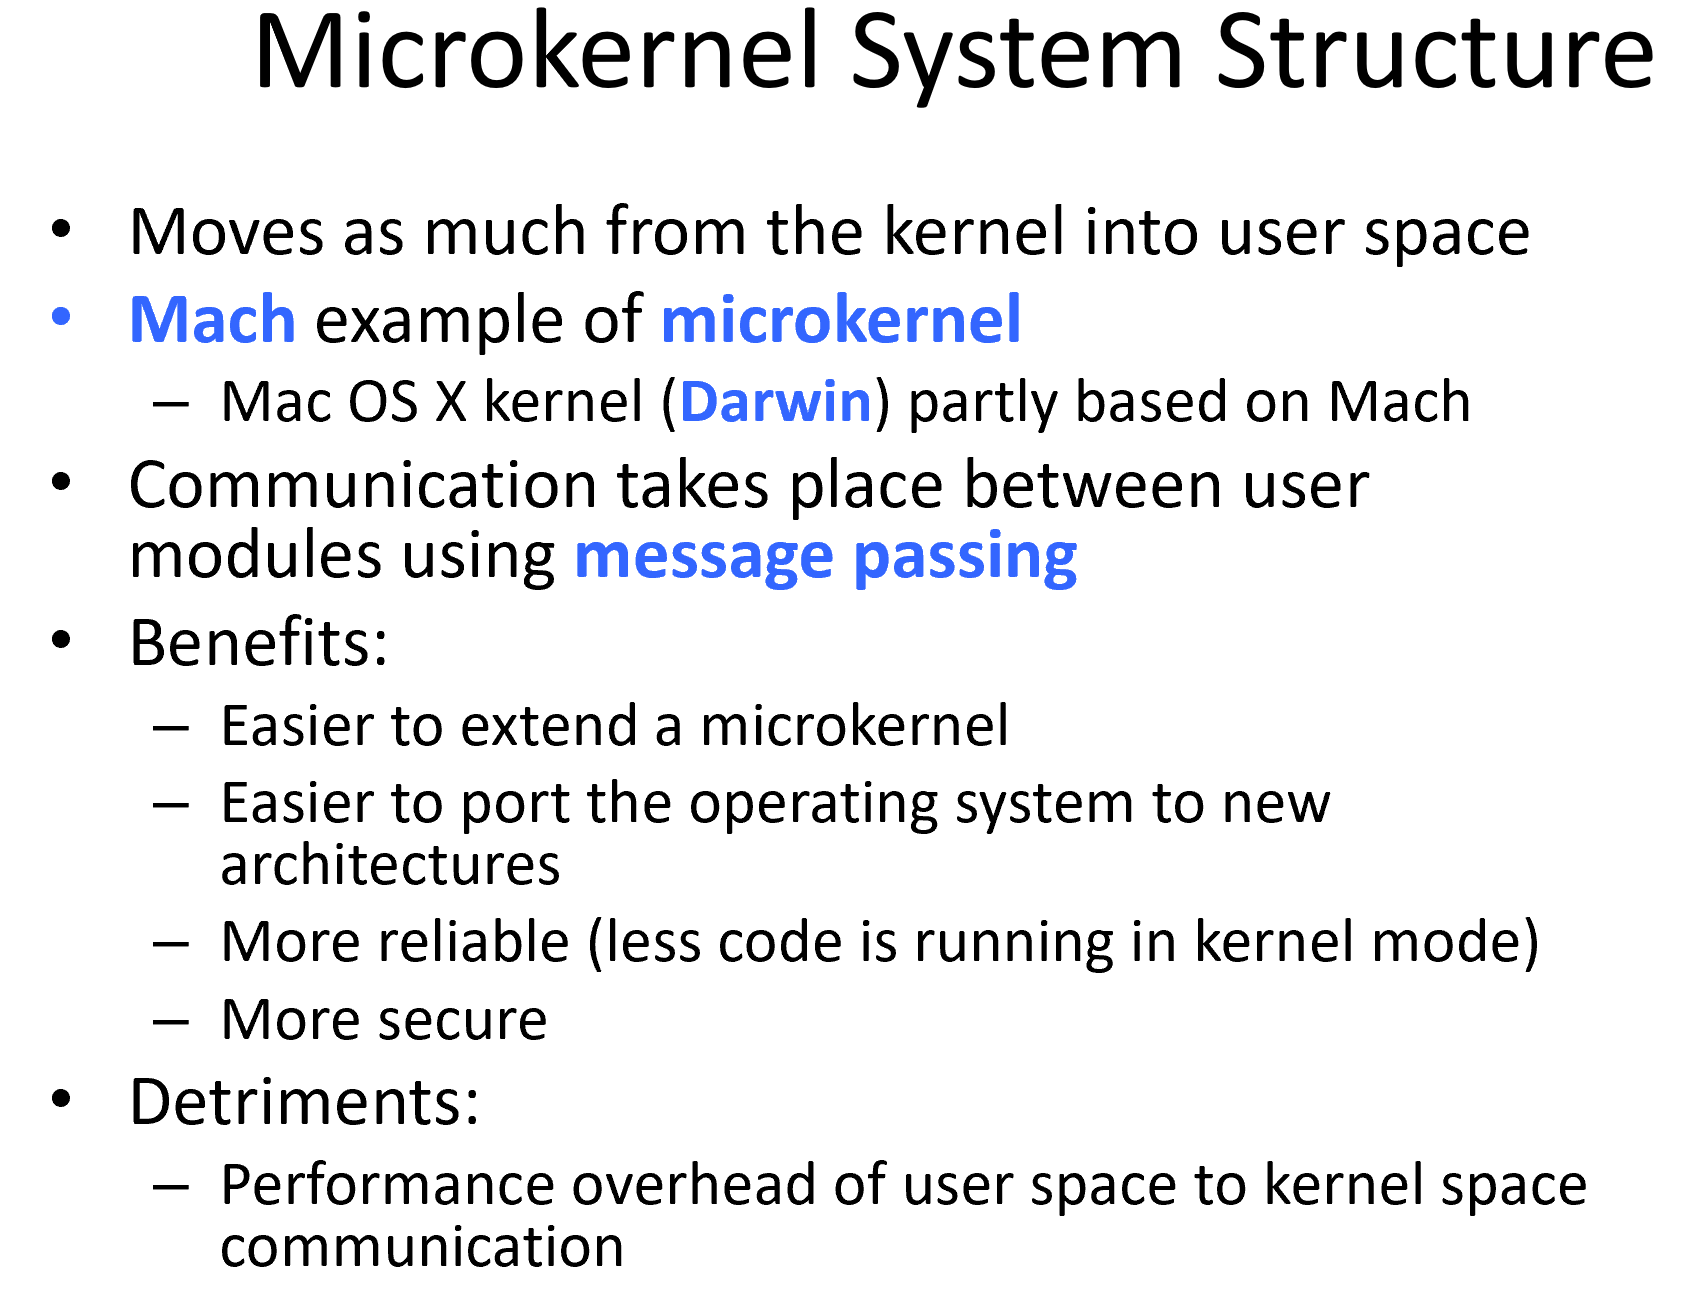 Microkernel System Structure
• Moves as much from the kernel into user space
• Mach example of microkernel
– Mac OS X kernel (Darwin) partly based on Mach
• Communication takes place between user
modules using message passing
• Benefits:
– Easier to extend a microkernel
– Easier to port the operating system to new
architectures
– More reliable (less code is running in kernel mode)
– More secure
• Detriments:
– Performance overhead of user space to kernel space
communication